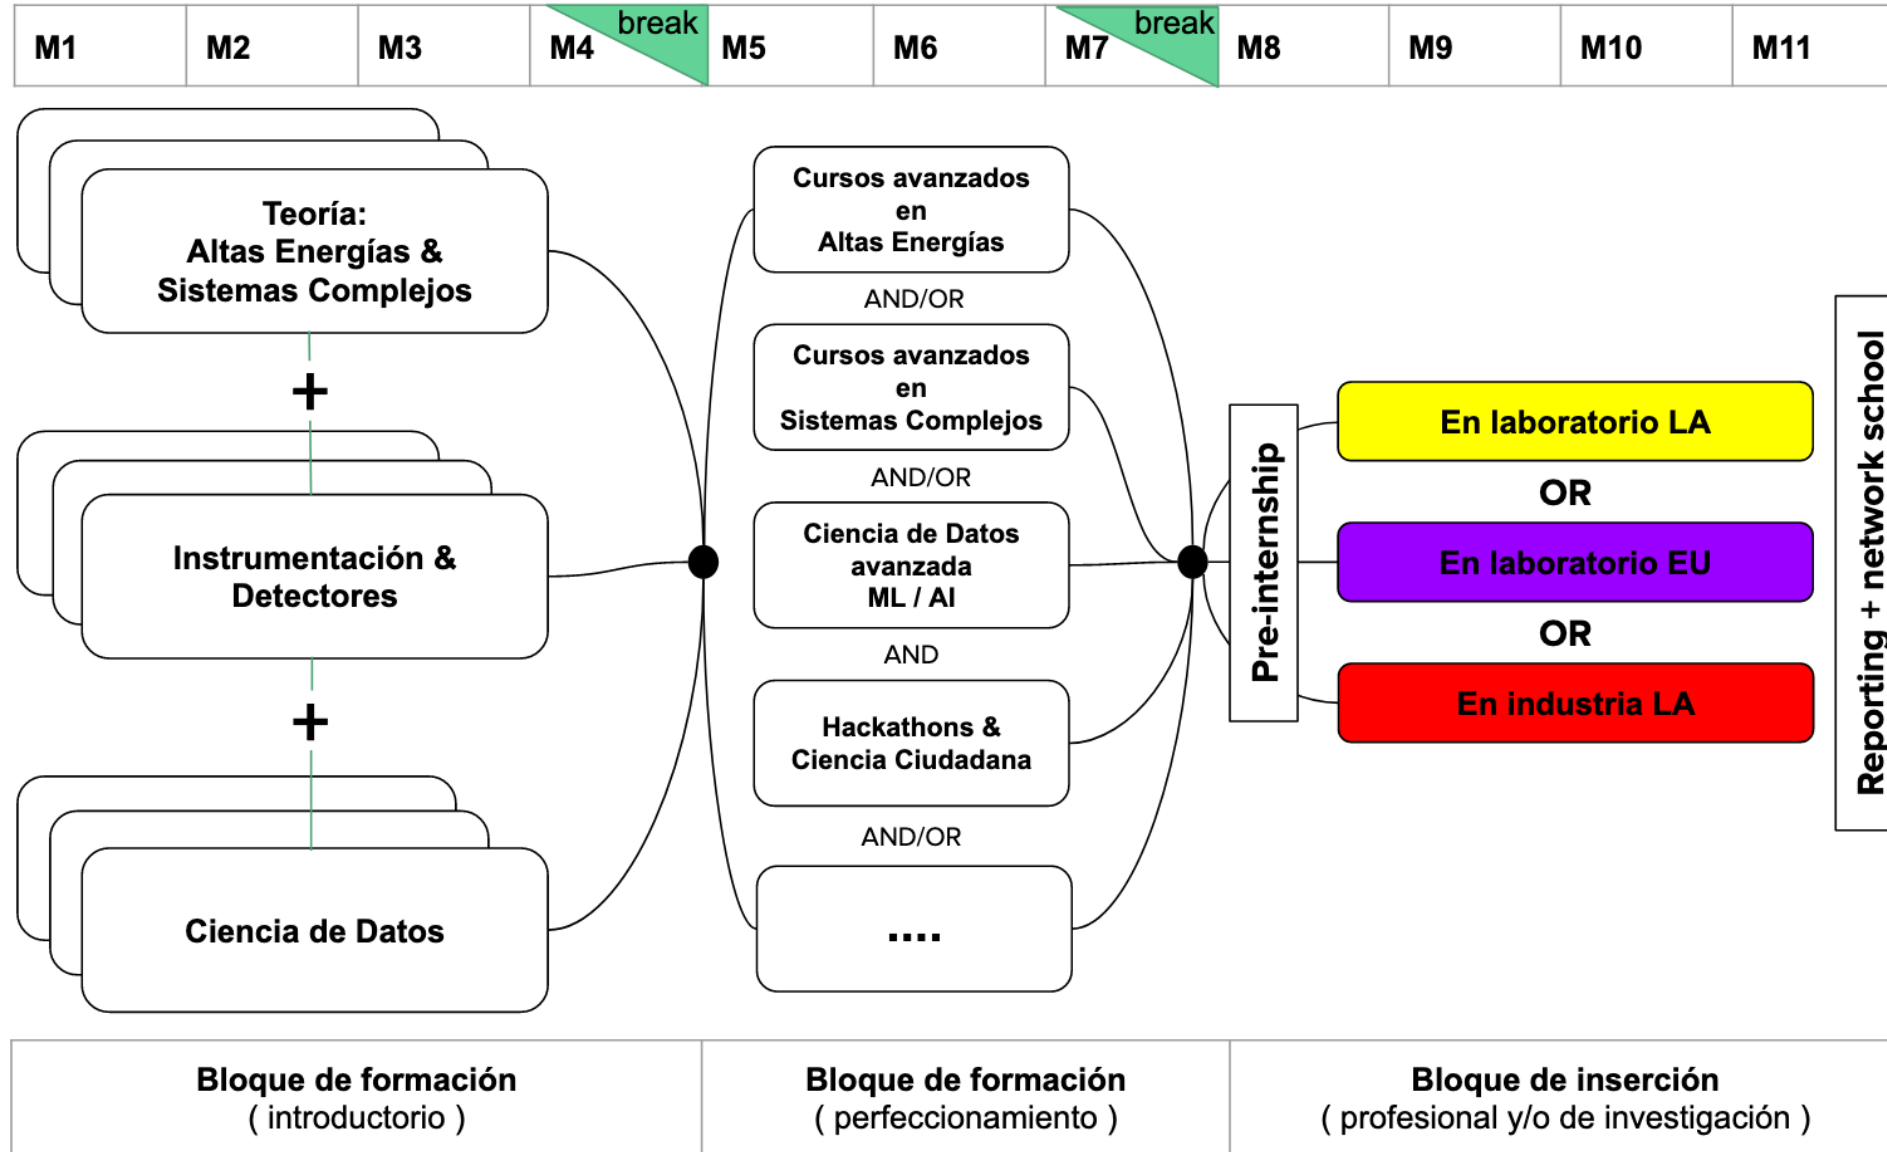 M1
M2
M3
M4
break
M5
M6
M7
break
M8
M9
M10
M11
Teoría:
Altas Energías &
Sistemas Complejos
+
Instrumentación &
Detectores
+
Ciencia de Datos
Cursos avanzados
en
Altas Energías
AND/OR
Cursos avanzados
en
Sistemas Complejos
AND/OR
Ciencia de Datos
avanzada
ML / AI
AND
Hackathons &
Ciencia Ciudadana
AND/OR
....
Pre-internship
En laboratorio LA
OR
En laboratorio EU
OR
En industria LA
Reporting + network school
Bloque de formación
( introductorio )
Bloque de formación
( perfeccionamiento )
Bloque de inserción
( profesional y/o de investigación )